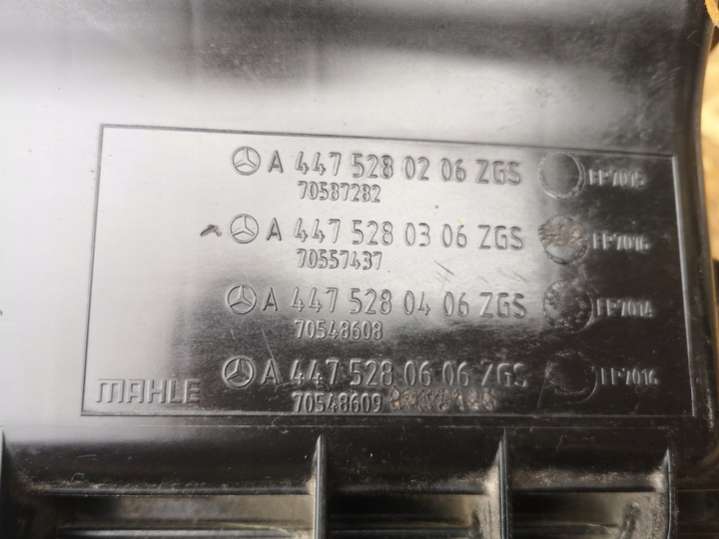 A 447 528 02 06 ZGS
70587282
A 447 528 03 06 ZGS
70557437
A 447 528 04 06 ZGS
70548608
A 447 528 06 06 ZGS
70548609
MAHLE